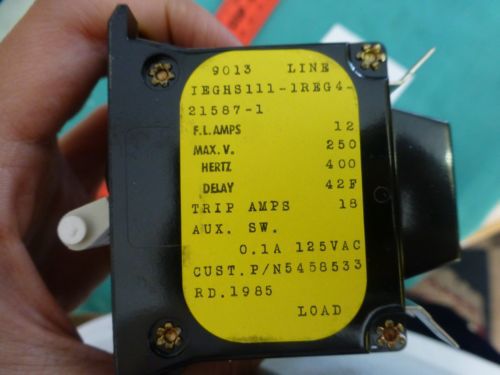 9013 LINE
IEGHS111-1REG4-
21587-1
F.L.AMPS 12
MAX.V. 250
HERTZ 400
DELAY 42F
TRIP AMPS 18
AUX. SW.
0.1A 125VAC
CUST.P/N5458533
RD.1985
LOAD